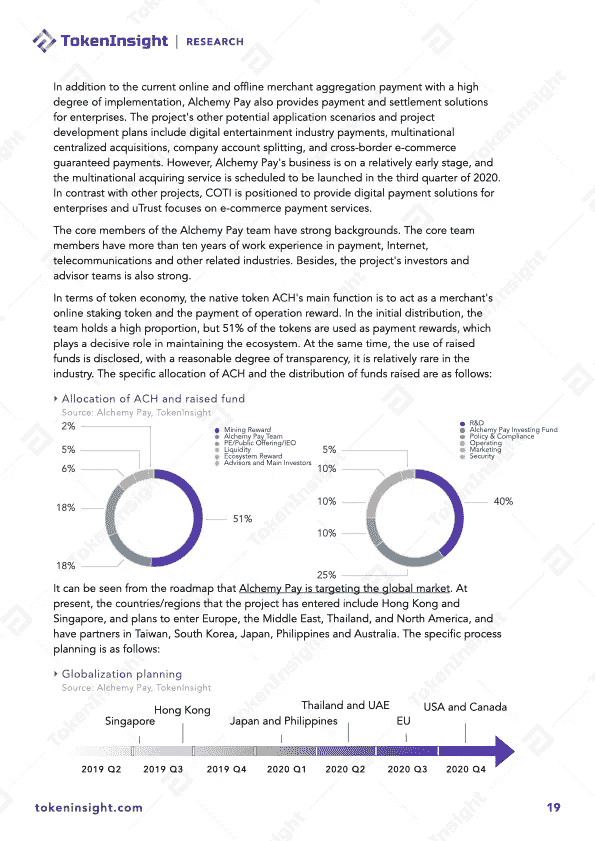 TokenInsight | RESEARCH
In addition to the current online and offline merchant aggregation payment with a high
degree of implementation, Alchemy Pay also provides payment and settlement solutions
for enterprises. The project's other potential application scenarios and project
development plans include digital entertainment industry payments, multinational
centralized acquisitions, company account splitting, and cross-border e-commerce
guaranteed payments. However, Alchemy Pay's business is on a relatively early stage, and
the multinational acquiring service is scheduled to be launched in the third quarter of 2020.
In contrast with other projects, COTI is positioned to provide digital payment solutions for
enterprises and uTrust focuses on e-commerce payment services.
The core members of the Alchemy Pay team have strong backgrounds. The core team
members have more than ten years of work experience in payment, Internet,
telecommunications and other related industries. Besides, the project's investors and
advisor teams is also strong.
In terms of token economy, the native token ACH's main function is to act as a merchant's
online staking token and the payment of operation reward. In the initial distribution, the
team holds a high proportion, but 51% of the tokens are used as payment rewards, which
plays a decisive role in maintaining the ecosystem. At the same time, the use of raised
funds is disclosed, with a reasonable degree of transparency, it is relatively rare in the
industry. The specific allocation of ACH and the distribution of funds raised are as follows:
Allocation of ACH and raised fund
Source: Alchemy Pay, TokenInsight
2%
5%
6%
18%
18%
51%
Mining Reward
Alchemy Pay Team
PE/Public Offering/IEO
Liquidity
Ecosystem Reward
Advisors and Main Investors
5%
10%
10%
10%
25%
40%
R&D
Alchemy Pay Investing Fund
Policy & Compliance
Operating
Marketing
Security
It can be seen from the roadmap that Alchemy Pay is targeting the global market. At
present, the countries/regions that the project has entered include Hong Kong and
Singapore, and plans to enter Europe, the Middle East, Thailand, and North America, and
have partners in Taiwan, South Korea, Japan, Philippines and Australia. The specific process
planning is as follows:
Globalization planning
Source: Alchemy Pay, TokenInsight
Singapore
Hong Kong
Japan and Philippines
Thailand and UAE
EU
USA and Canada
2019 Q2 2019 Q3 2019 Q4 2020 Q1 2020 Q2 2020 Q3 2020 Q4
tokeninsight.com 19